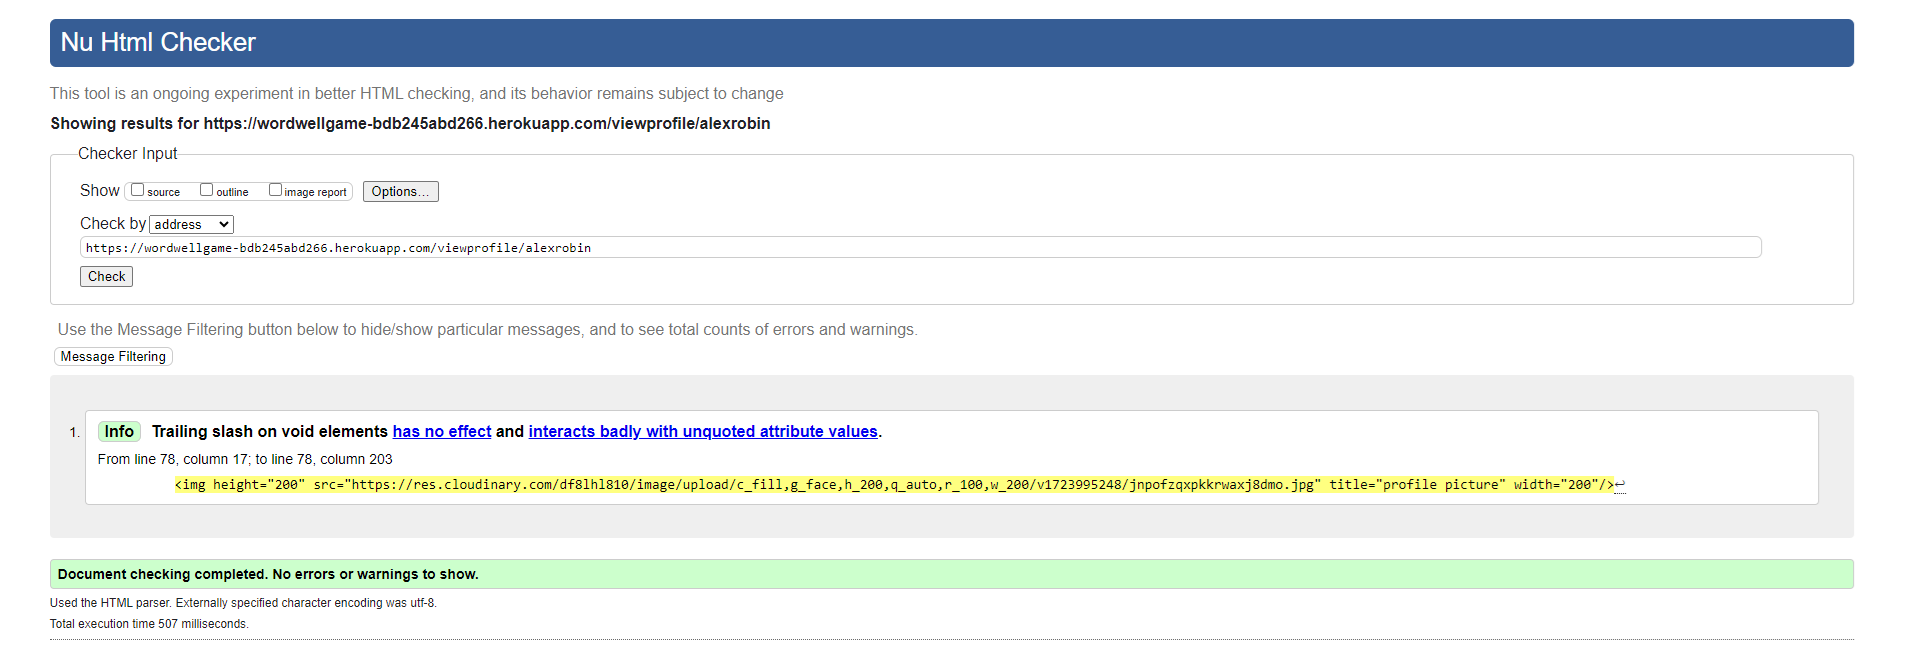 Nu Html Checker
This tool is an ongoing experiment in better HTML checking, and its behavior remains subject to change
Showing results for https://wordwellgame-bdb245abd266.herokuapp.com/viewprofile/alexrobin
Checker Input
Show source outline image report Options...
Check by address
https://wordwellgame-bdb245abd266.herokuapp.com/viewprofile/alexrobin
Check
Use the Message Filtering button below to hide/show particular messages, and to see total counts of errors and warnings.
Message Filtering
1. Info Trailing slash on void elements has no effect and interacts badly with unquoted attribute values.
From line 78, column 17; to line 78, column 203
<img height="200" src="https://res.cloudinary.com/df8lhl810/image/upload/c_fill,g_face,h_200,q_auto,r_100,w_200/v1723995248/jnpofzqxpkkrwaxj8dmo.jpg" title="profile picture" width="200"/>↩
Document checking completed. No errors or warnings to show.
Used the HTML parser. Externally specified character encoding was utf-8.
Total execution time 507 milliseconds.